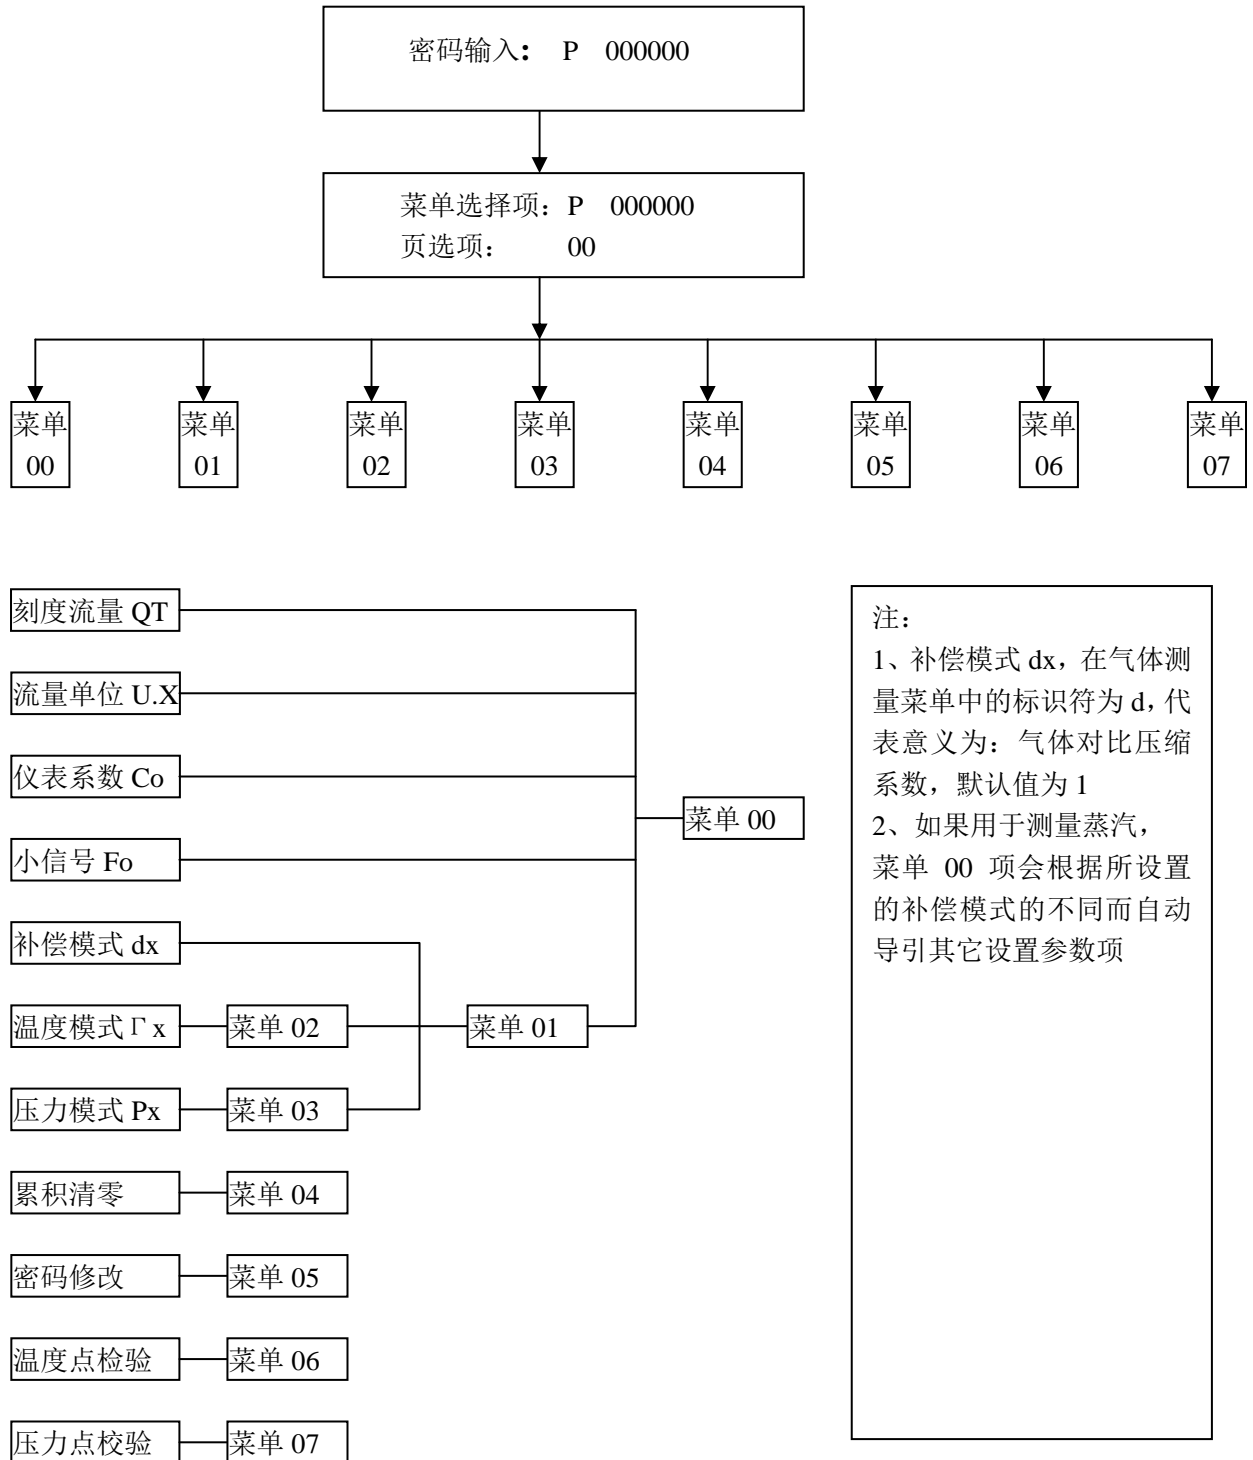 密码输入： P 000000
菜单选择项：P 000000
页选项： 00
菜单 00
菜单 01
菜单 02
菜单 03
菜单 04
菜单 05
菜单 06
菜单 07
刻度流量 QT
流量单位 U.X
仪表系数 Co
菜单 00
小信号 Fo
补偿模式 dx
温度模式 Γ x
菜单 02
菜单 01
压力模式 Px
菜单 03
累积清零
菜单 04
密码修改
菜单 05
温度点检验
菜单 06
压力点校验
菜单 07
注：
1、补偿模式 dx，在气体测
量菜单中的标识符为 d，代
表意义为：气体对比压缩
系数，默认值为 1
2、如果用于测量蒸汽，
菜单 00 项会根据所设置
的补偿模式的不同而自动
导引其它设置参数项